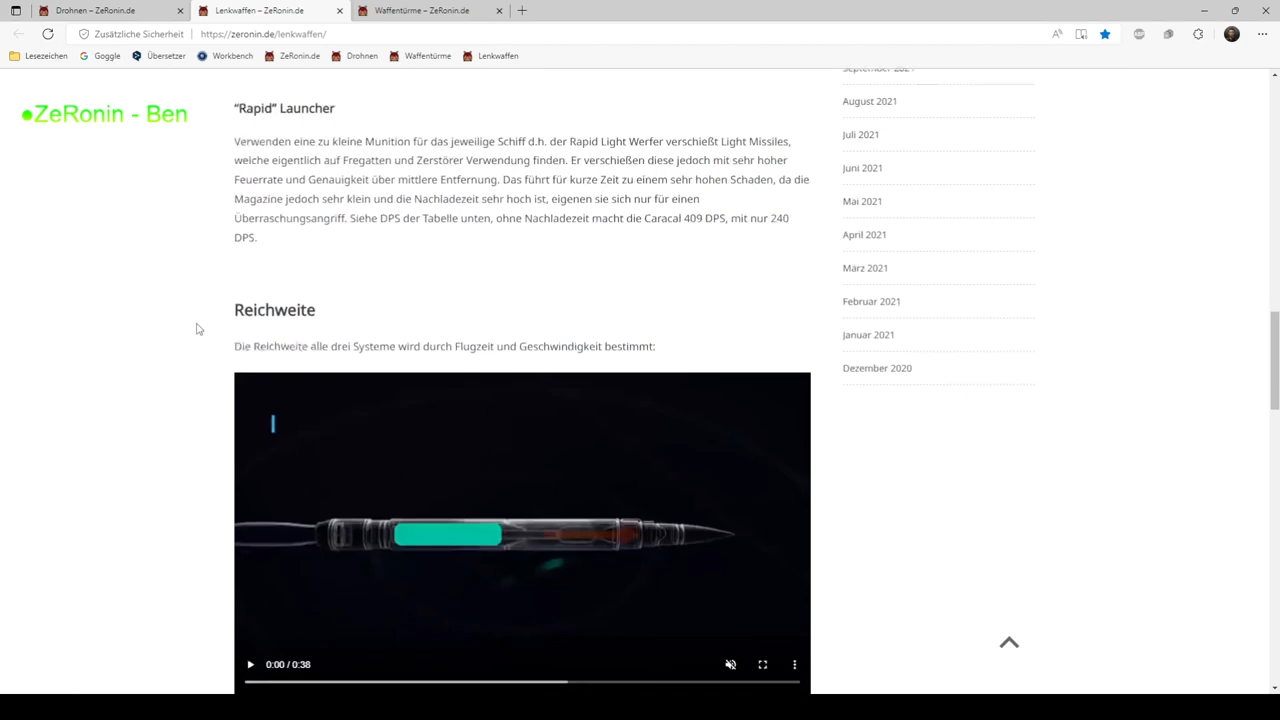 Drohnen – ZeRonin.de
Lenkwaffen – ZeRonin.de
Waffentürme – ZeRonin.de
Zusätzliche Sicherheit
https://zeronin.de/lenkwaffen/
Lesezeichen
Goggle
Übersetzer
Workbench
ZeRonin.de
Drohnen
Waffentürme
Lenkwaffen
ZeRonin - Ben
“Rapid” Launcher
Verwenden eine zu kleine Munition für das jeweilige Schiff d.h. der Rapid Light Werfer verschießt Light Missiles,
welche eigentlich auf Fregatten und Zerstörer Verwendung finden. Er verschießen diese jedoch mit sehr hoher
Feuerrate und Genauigkeit über mittlere Entfernung. Das führt für kurze Zeit zu einem sehr hohen Schaden, da die
Magazine jedoch sehr klein und die Nachladezeit sehr hoch ist, eigenen sie sich nur für einen
Überraschungsangriff. Siehe DPS der Tabelle unten, ohne Nachladezeit macht die Caracal 409 DPS, mit nur 240
DPS.
Reichweite
Die Reichweite alle drei Systeme wird durch Flugzeit und Geschwindigkeit bestimmt:
0:00 / 0:38
September 2021
August 2021
Juli 2021
Juni 2021
Mai 2021
April 2021
März 2021
Februar 2021
Januar 2021
Dezember 2020